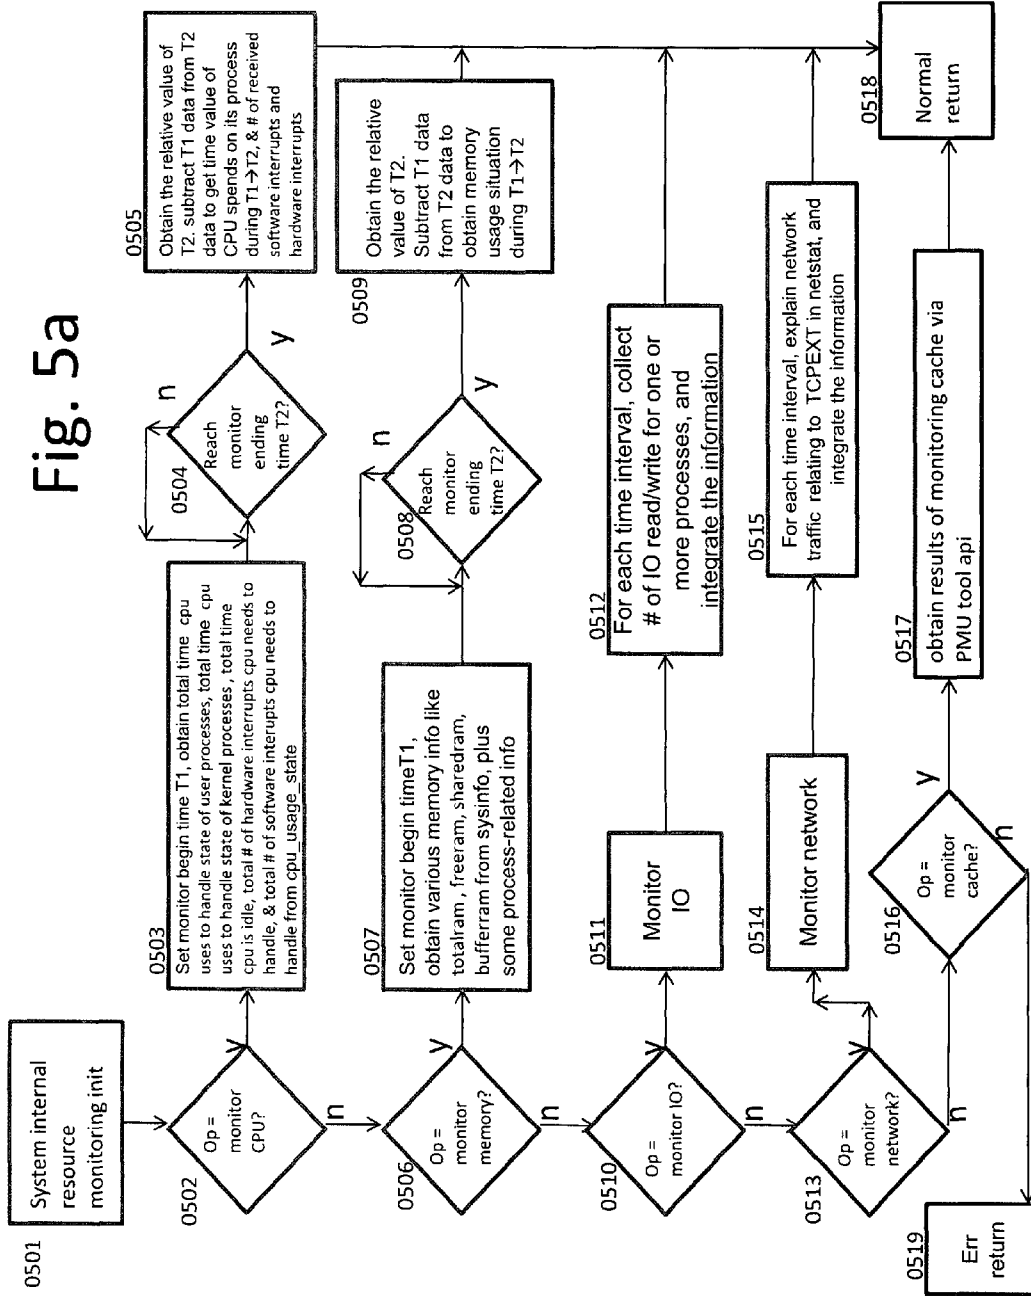 Fig. 5a
0501
System internal
resource
monitoring init
0502
Op =
monitor
CPU?
y
n
0503
Set monitor begin time T1, obtain total time cpu
uses to handle state of user processes, total time cpu
uses to handle state of kernel processes, total time
cpu is idle, total # of hardware interrupts cpu needs to
handle, & total # of software interupts cpu needs to
handle from cpu_usage_state
0504
Reach
monitor
ending
time T2?
n
y
0505
Obtain the relative value of
T2. subtract T1 data from T2
data to get time value of
CPU spends on its process
during T1→T2, & # of received
software interrupts and
hardware interrupts
0506
Op =
monitor
memory?
y
n
0507
Set monitor begin timeT1,
obtain various memory info like
totalram , freeram, sharedram,
bufferram from sysinfo, plus
some process-related info
0508
Reach
monitor
ending
time T2?
n
y
0509
Obtain the relative
value of T2.
Subtract T1 data
from T2 data to
obtain memory
usage situation
during T1→T2
0510
Op =
monitor IO?
y
n
0511
Monitor
IO
0512
For each time interval, collect
# of IO read/write for one or
more processes, and
integrate the information
0513
Op =
monitor
network?
y
n
0514
Monitor network
0515
For each time interval, explain network
traffic relating to TCPEXT in netstat, and
integrate the information
0516
Op =
monitor
cache?
y
n
0517
obtain results of monitoring cache via
PMU tool api
0518
Normal
return
0519
Err
return